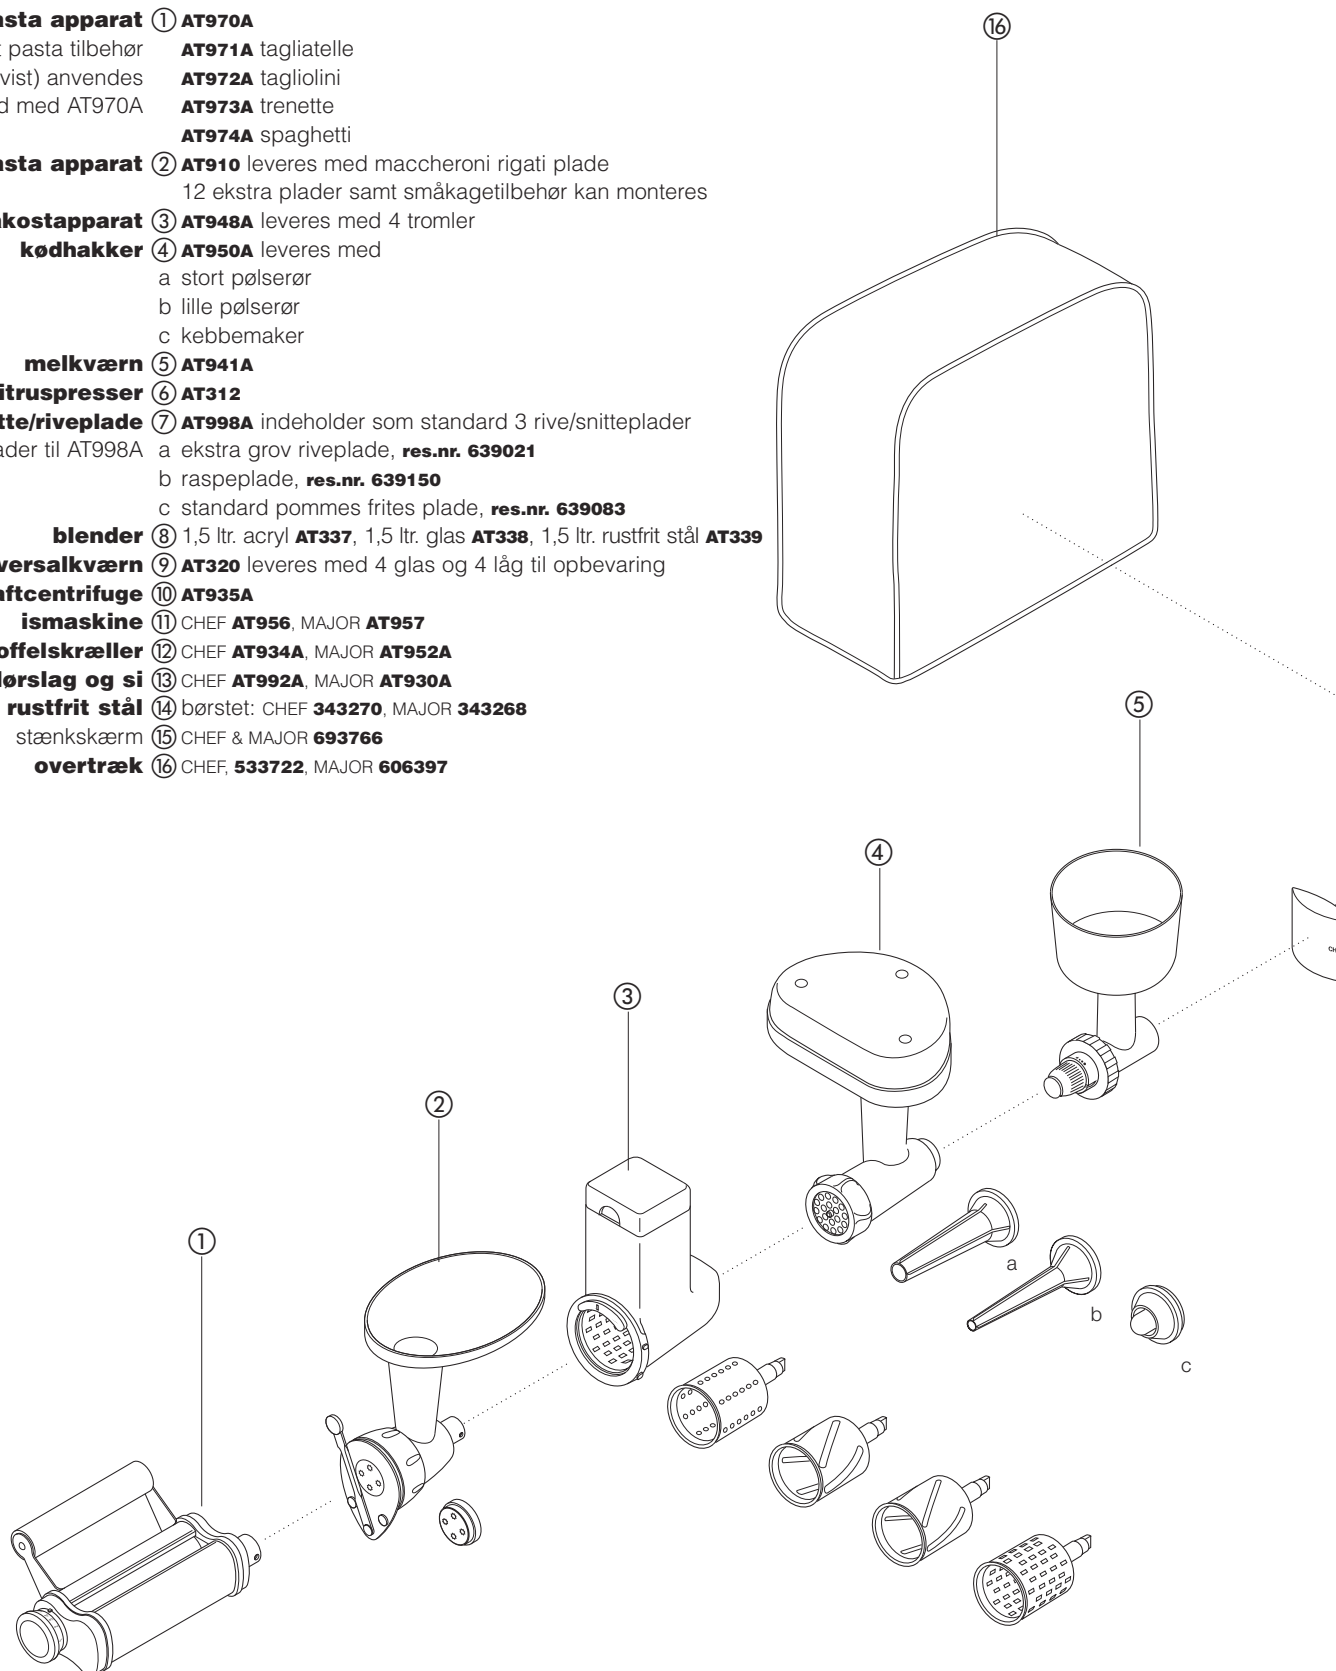 asta apparat ① AT970A
t pasta tilbehør AT971A tagliatelle
vist) anvendes AT972A tagliolini
d med AT970A AT973A trenette
AT974A spaghetti
asta apparat ② AT910 leveres med maccheroni rigati plade
12 ekstra plader samt småkagetilbehør kan monteres
åkostapparat ③ AT948A leveres med 4 tromler
kødhakker ④ AT950A leveres med
a stort pølserør
b lille pølserør
c kebbemaker
melkværn ⑤ AT941A
itruspresser ⑥ AT312
tte/riveplade ⑦ AT998A indeholder som standard 3 rive/snitteplader
ader til AT998A a ekstra grov riveplade, res.nr. 639021
b raspeplade, res.nr. 639150
c standard pommes frites plade, res.nr. 639083
blender ⑧ 1,5 ltr. acryl AT337, 1,5 ltr. glas AT338, 1,5 ltr. rustfrit stål AT339
versalkværn ⑨ AT320 leveres med 4 glas og 4 låg til opbevaring
aftcentrifuge ⑩ AT935A
ismaskine ⑪ CHEF AT956, MAJOR AT957
offelskræller ⑫ CHEF AT934A, MAJOR AT952A
dørslag og si ⑬ CHEF AT992A, MAJOR AT930A
rustfrit stål ⑭ børstet: CHEF 343270, MAJOR 343268
stænkskærm ⑮ CHEF & MAJOR 693766
overtræk ⑯ CHEF, 533722, MAJOR 606397
⑯
⑤
④
CH
③
②
①
a
b
c